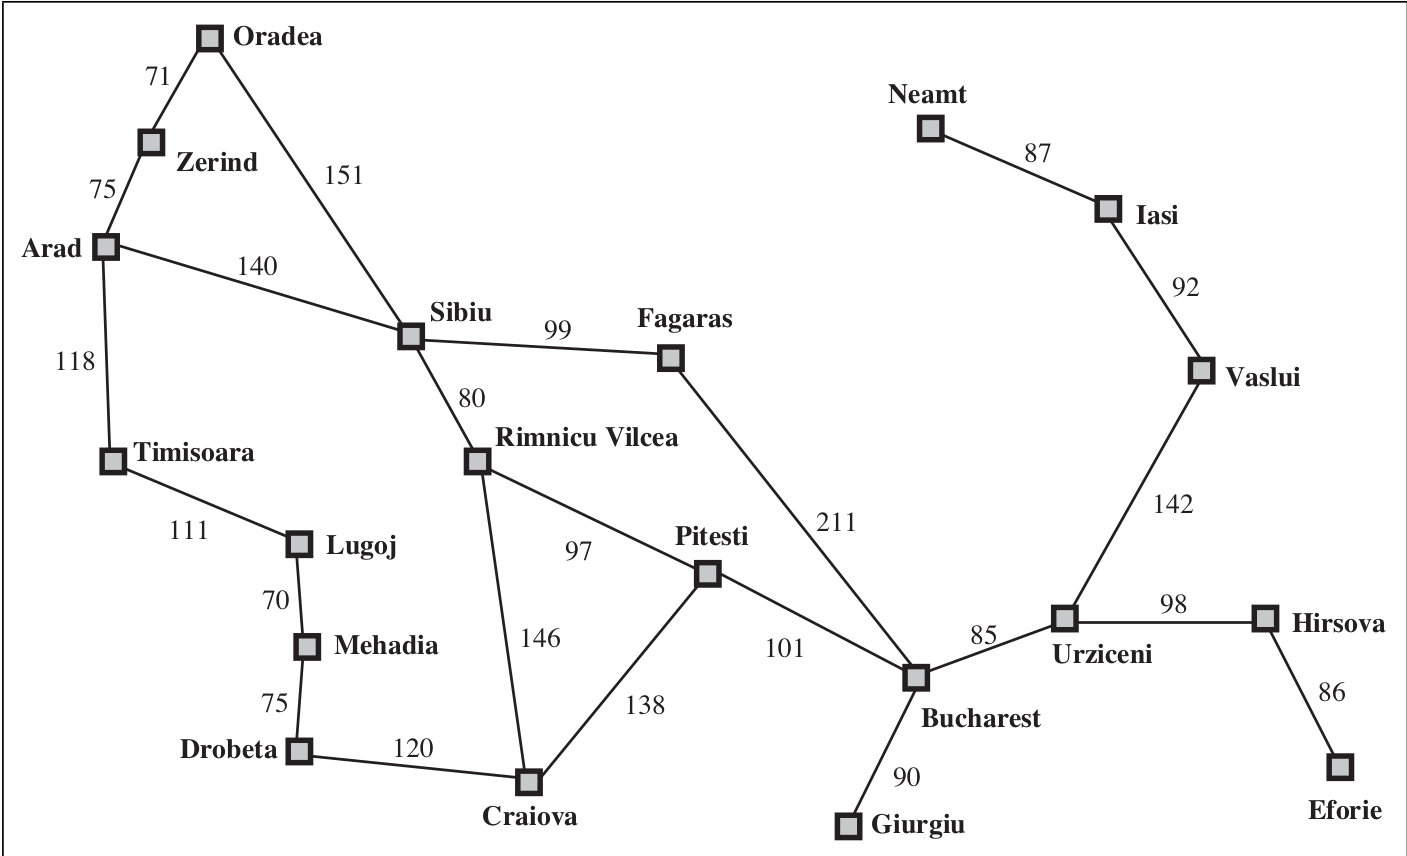 Oradea
71
Neamt
87
Zerind
151
75
Iasi
Arad
140
92
Sibiu
99
Fagaras
118
80
Vaslui
Rimnicu Vilcea
Timisoara
142
211
111
Lugoj
97
Pitesti
70
98
Hirsova
85
Urziceni
146
101
Mehadia
86
75
138
Bucharest
Drobeta
120
90
Craiova
Giurgiu
Eforie